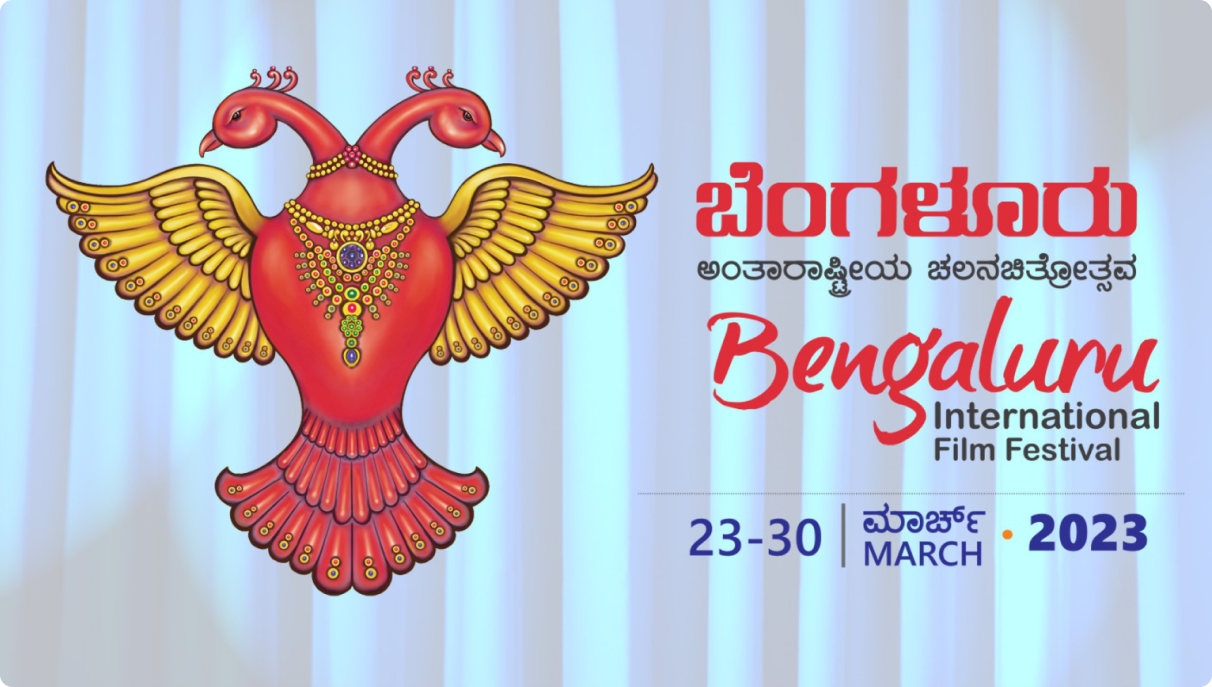 ಬೆಂಗಳೂರು
ಅಂತಾರಾಷ್ಟ್ರೀಯ ಚಲನಚಿತ್ರೋತ್ಸವ
Bengaluru
International
Film Festival
23-30 | ಮಾರ್ಚ್ MARCH • 2023